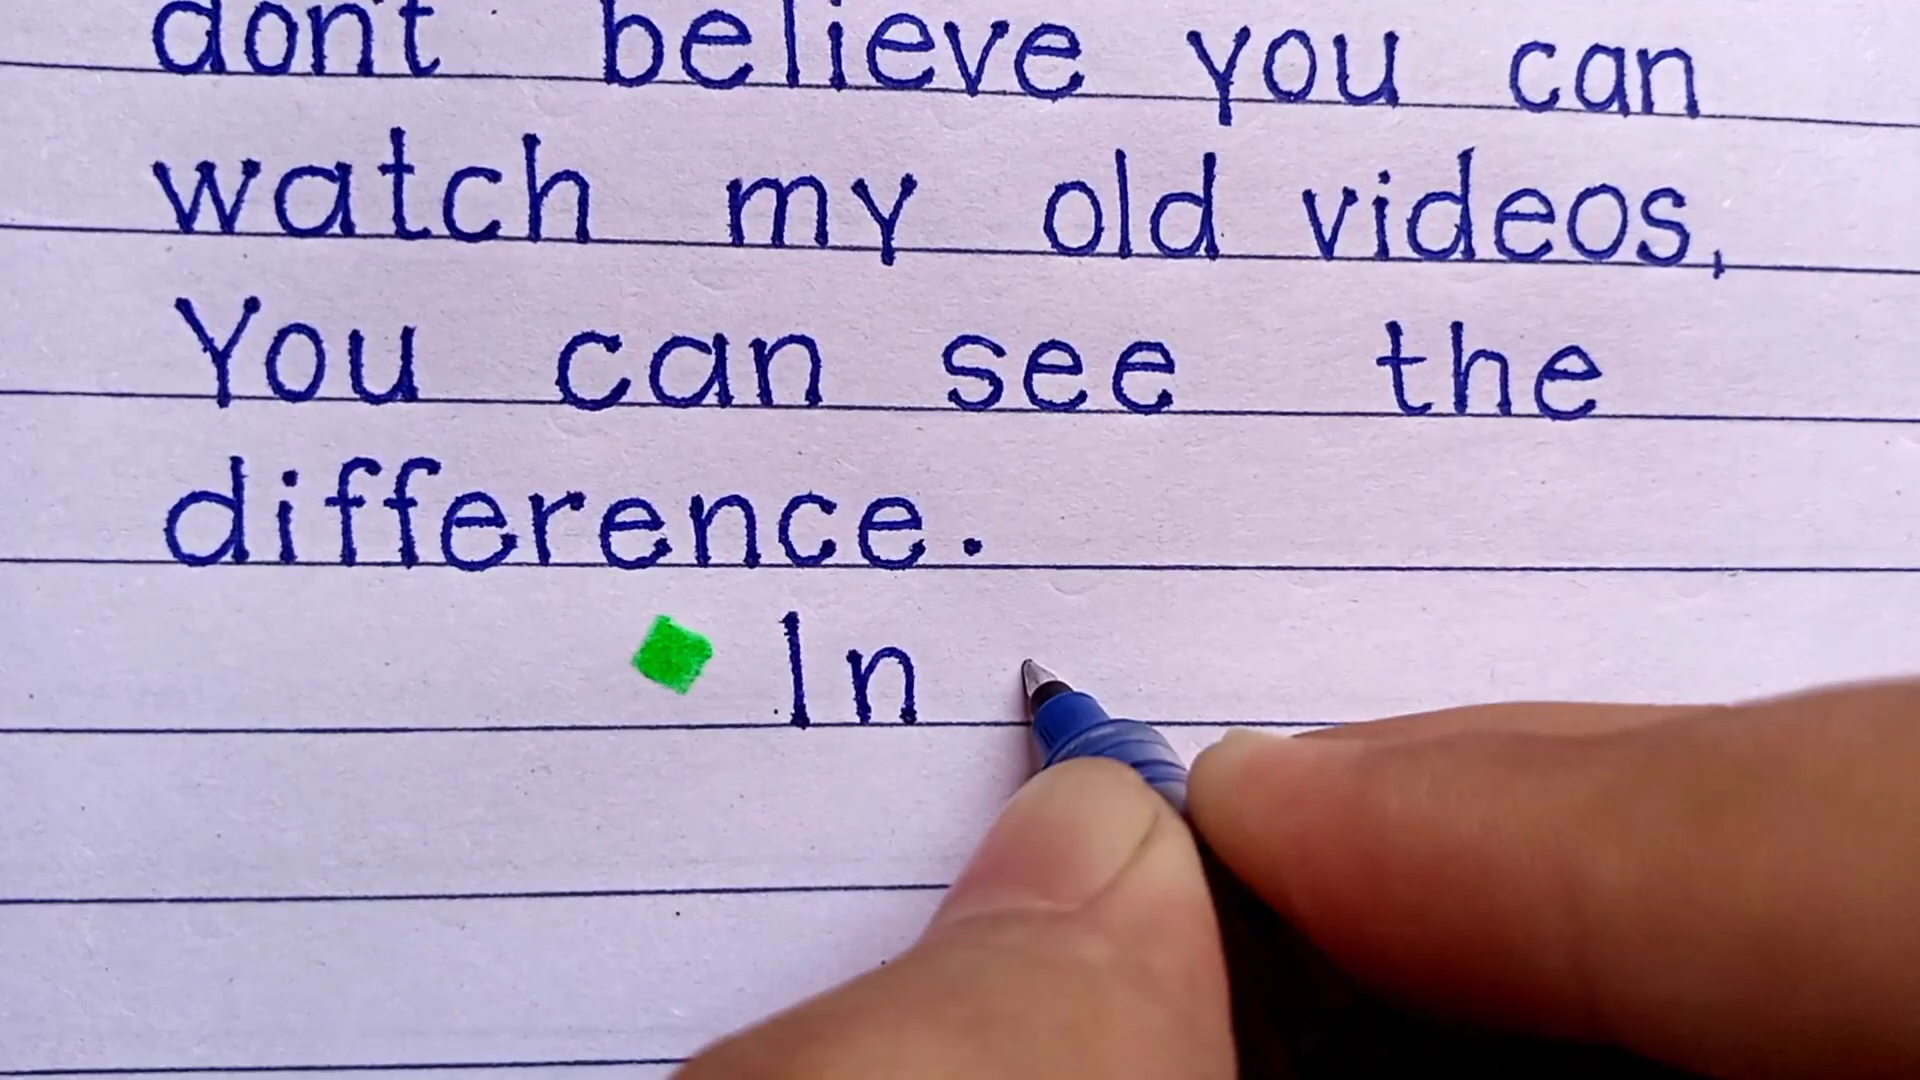 dont believe you can
watch my old videos,
You can see the
difference.
In